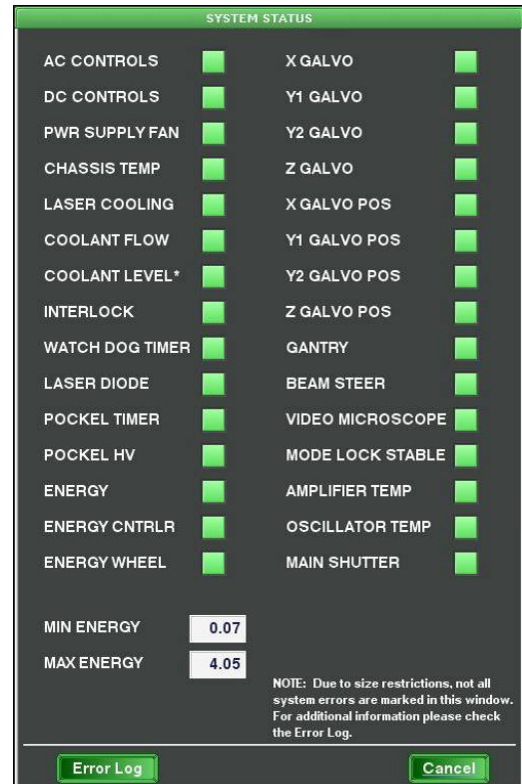 SYSTEM STATUS
AC CONTROLS
DC CONTROLS
PWR SUPPLY FAN
CHASSIS TEMP
LASER COOLING
COOLANT FLOW
COOLANT LEVEL*
INTERLOCK
WATCH DOG TIMER
LASER DIODE
POCKEL TIMER
POCKEL HV
ENERGY
ENERGY CNTRLR
ENERGY WHEEL
X GALVO
Y1 GALVO
Y2 GALVO
Z GALVO
X GALVO POS
Y1 GALVO POS
Y2 GALVO POS
Z GALVO POS
GANTRY
BEAM STEER
VIDEO MICROSCOPE
MODE LOCK STABLE
AMPLIFIER TEMP
OSCILLATOR TEMP
MAIN SHUTTER
MIN ENERGY 0.07
MAX ENERGY 4.05
NOTE: Due to size restrictions, not all
system errors are marked in this window.
For additional information please check
the Error Log.
Error Log
Cancel